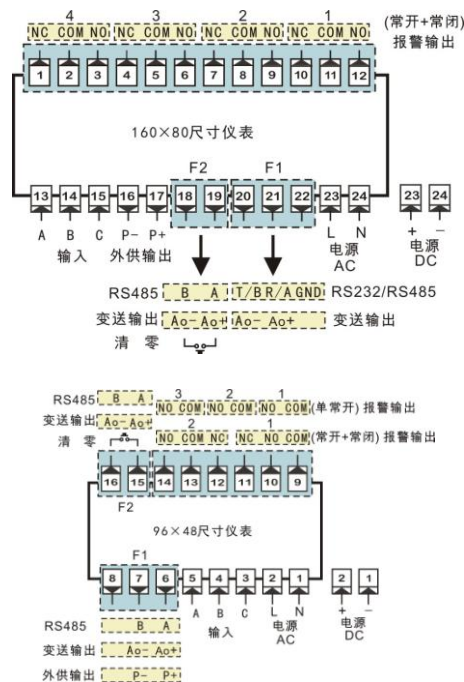 4 3 2 1
NC COM NO NC COM NO NC COM NO NC COM NO (常开+常闭)
报警输出
1 2 3 4 5 6 7 8 9 10 11 12
160×80尺寸仪表
F2 F1
13 14 15 16 17 18 19 20 21 22 23 24 23 24
A B C P- P+ L N + −
输入 外供输出 电源 电源
AC DC
RS485 B A T/B R/A GND RS232/RS485
变送输出 Ao- Ao+ Ao- Ao+ 变送输出
清 零
RS485 B A 3 2 1
变送输出 Ao- Ao+ NO COM NO COM NO COM (单常开) 报警输出
2 1
清 零 NO COM NC NC NO COM (常开+常闭) 报警输出
16 15 14 13 12 11 10 9
F2
96×48尺寸仪表
F1
8 7 6 5 4 3 2 1 2 1
A B C L N + −
输入 电源 电源
AC DC
RS485 B A
变送输出 Ao- Ao+
外供输出 P- P+